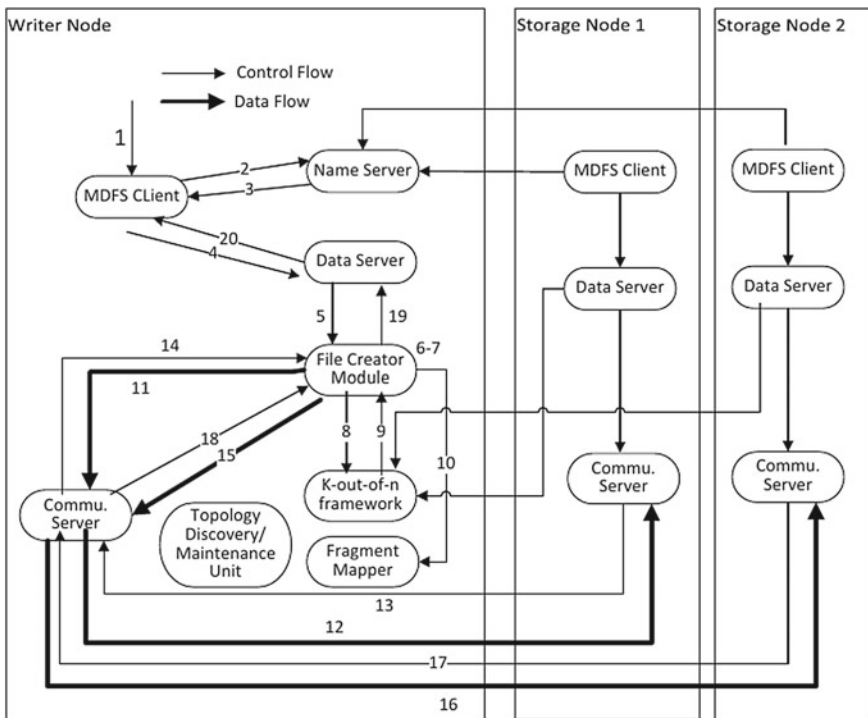 Writer Node
Storage Node 1
Storage Node 2
Control Flow
Data Flow
1
2
3
MDFS CLient
Name Server
MDFS Client
MDFS Client
20
4
Data Server
Data Server
Data Server
5
19
14
6-7
File Creator
Module
11
18
15
8
9
10
K-out-of-n
framework
Commu.
Server
Commu.
Server
Commu.
Server
Topology
Discovery/
Maintenance
Unit
Fragment
Mapper
13
12
17
16